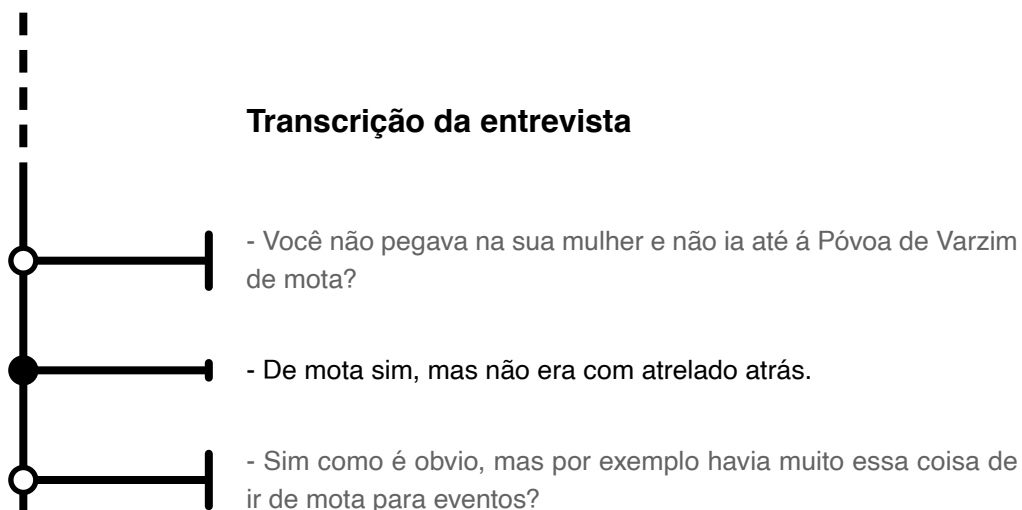 Transcrição da entrevista
- Você não pegava na sua mulher e não ia até á Póvoa de Varzim
de mota?
- De mota sim, mas não era com atrelado atrás.
- Sim como é obvio, mas por exemplo havia muito essa coisa de
ir de mota para eventos?